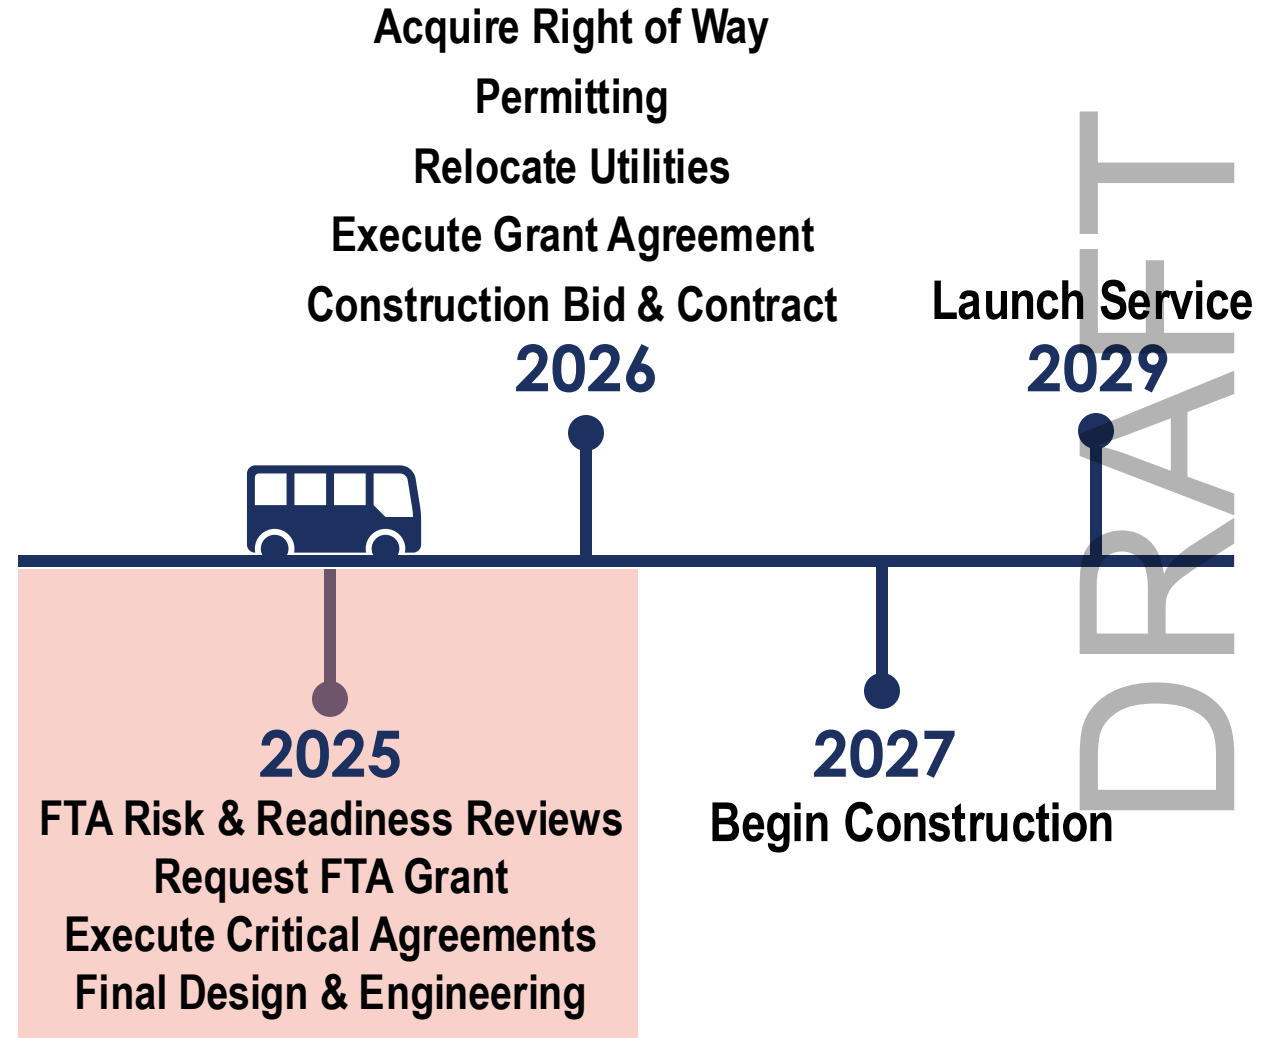 Acquire Right of Way
Permitting
Relocate Utilities
Execute Grant Agreement
Construction Bid & Contract
2026
Launch Service
2029
2025
FTA Risk & Readiness Reviews
Request FTA Grant
Execute Critical Agreements
Final Design & Engineering
2027
Begin Construction
DRAFT